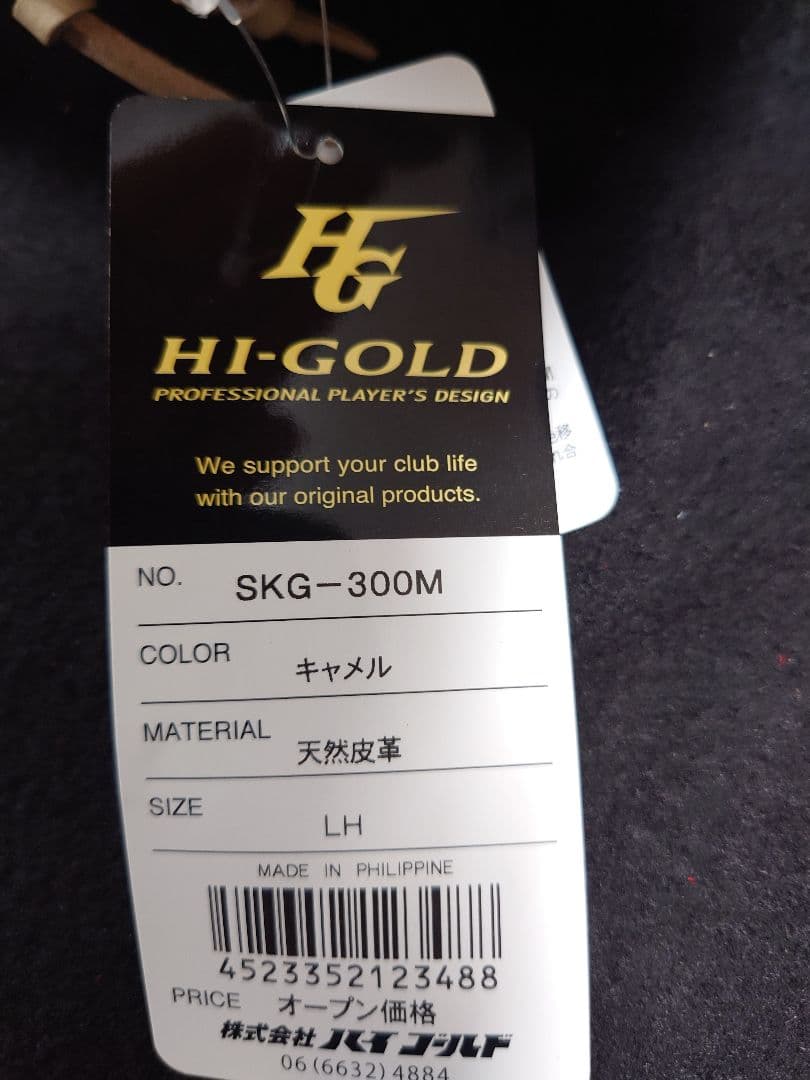 HG
HI-GOLD
PROFESSIONAL PLAYER'S DESIGN
We support your club life
with our original products.
NO. SKG-300M
COLOR キャメル
MATERIAL 天然皮革
SIZE LH
MADE IN PHILIPPINE
4523352123488
PRICE オープン価格
株式会社 ハイゴールド
06(6632)4884